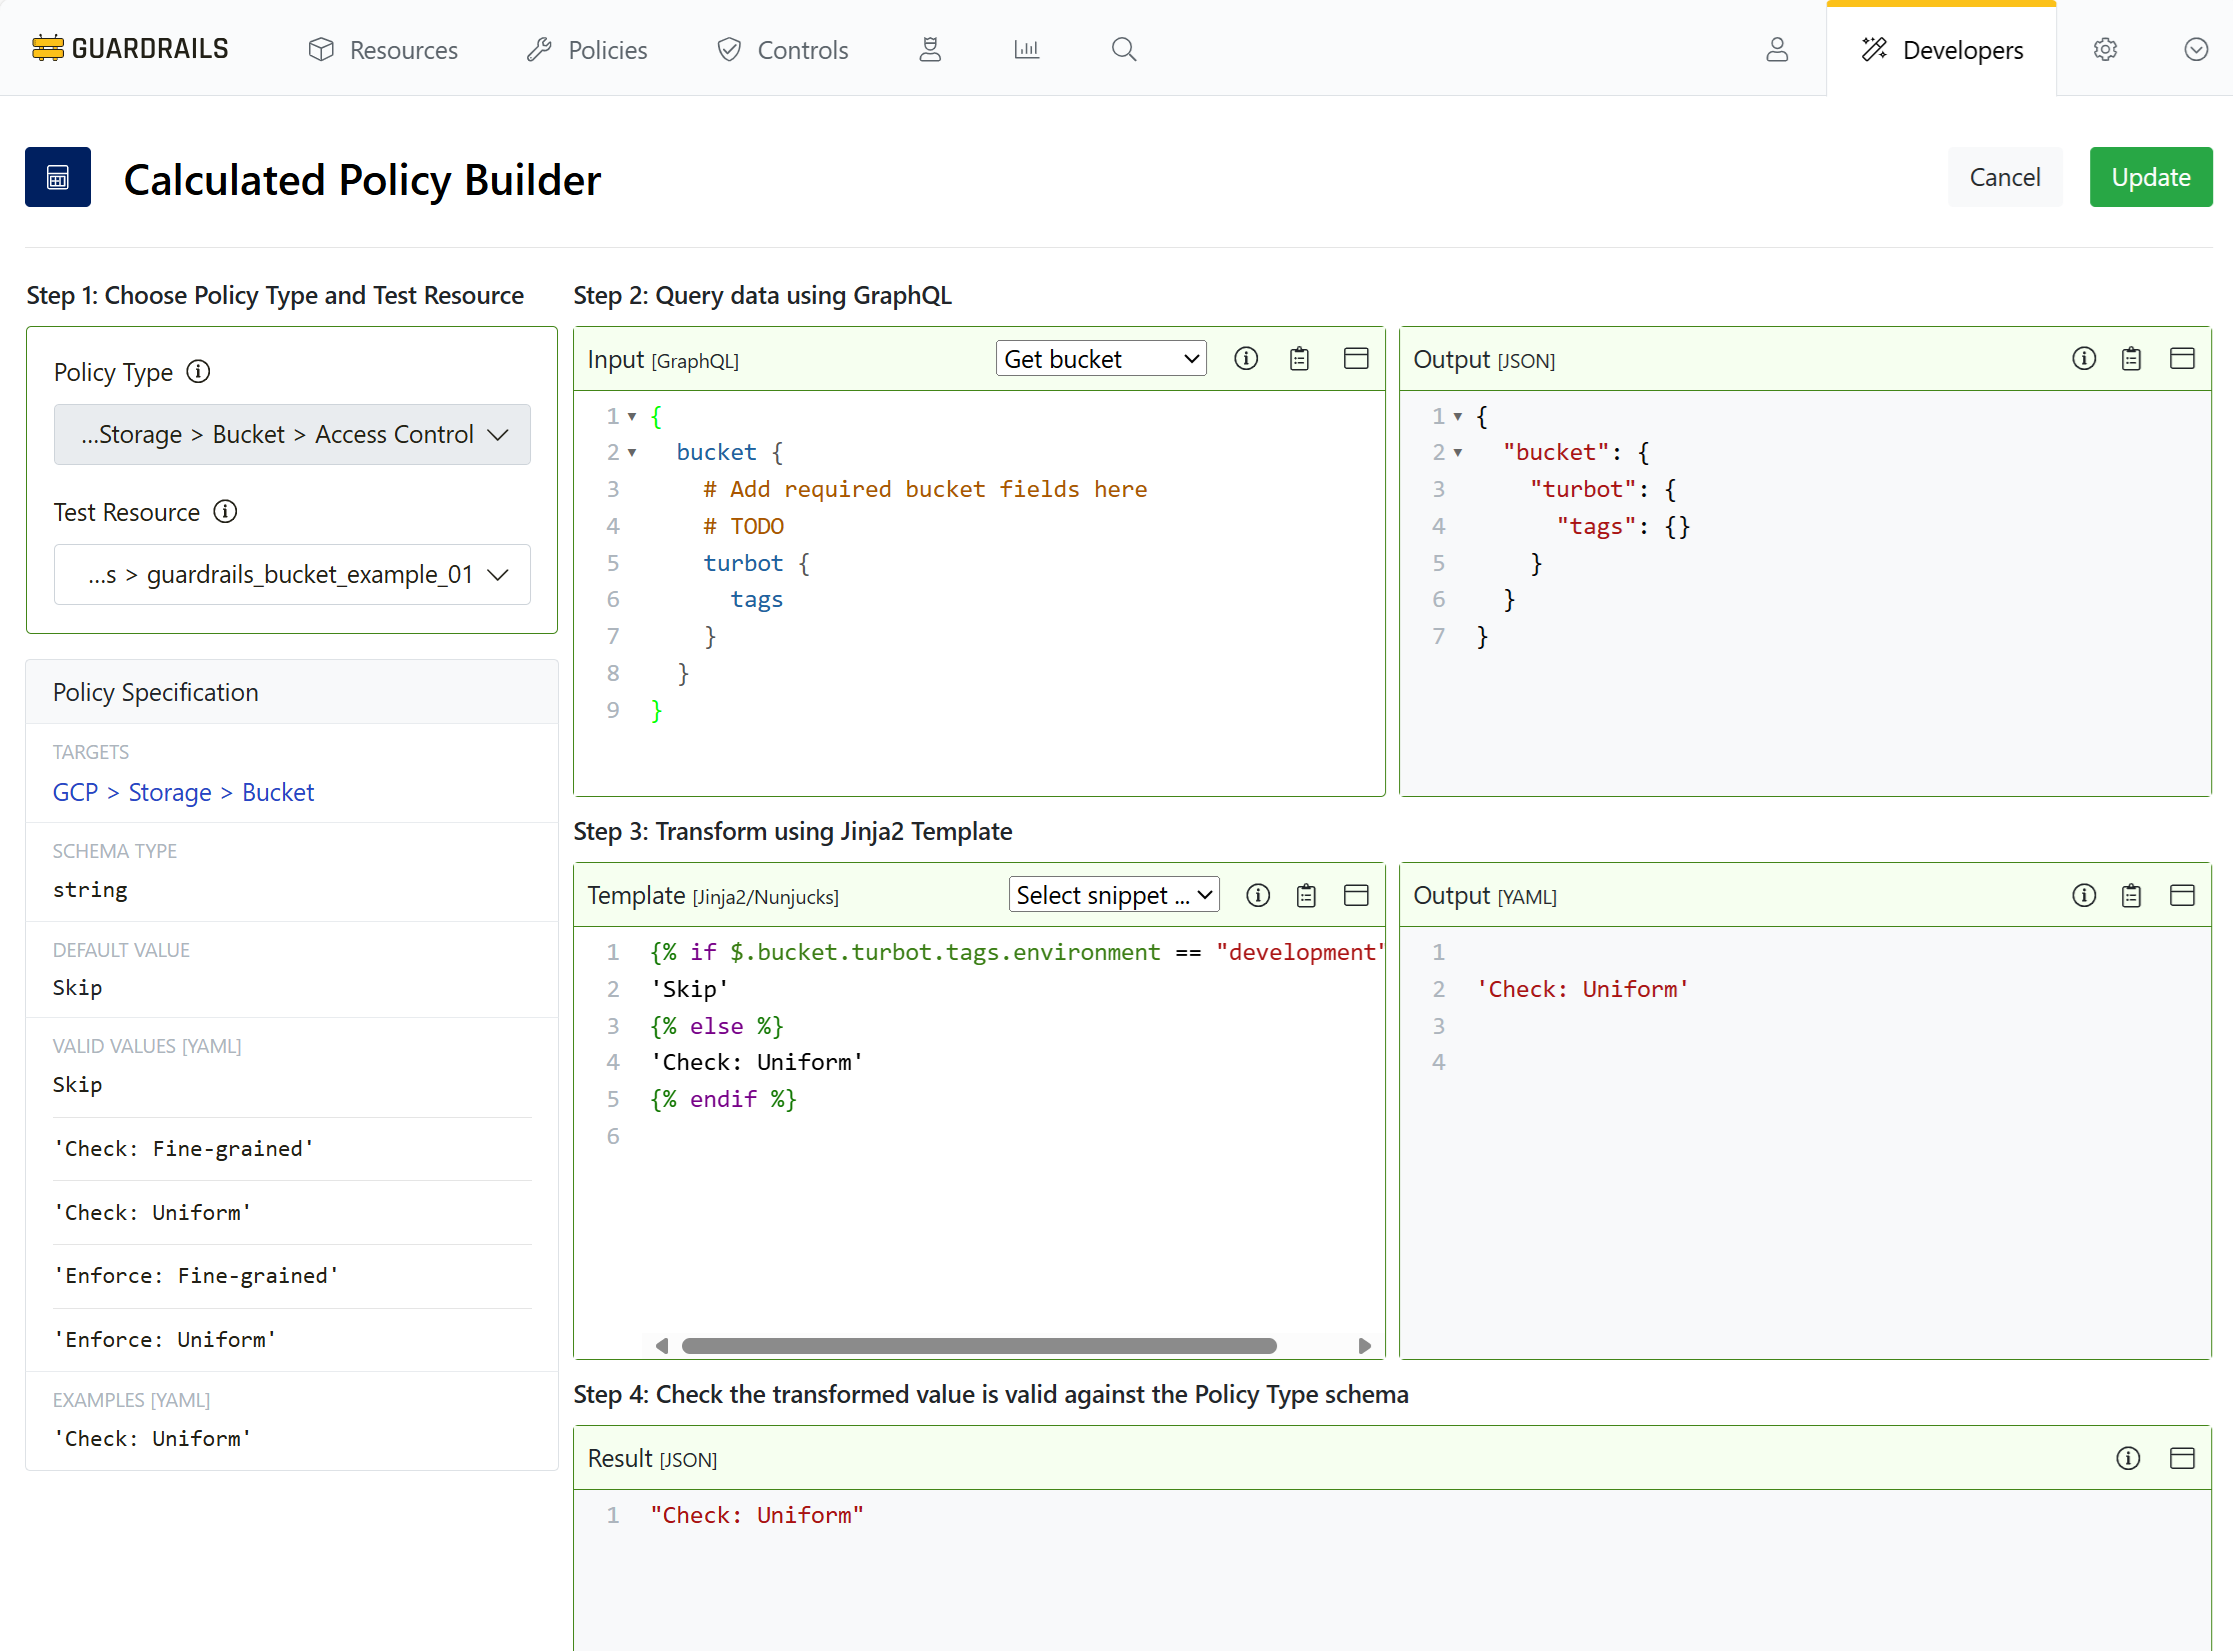 GUARDRAILS
Resources
Policies
Controls
Developers
Calculated Policy Builder
Cancel
Update
Step 1: Choose Policy Type and Test Resource
Policy Type
...Storage > Bucket > Access Control
Test Resource
...s > guardrails_bucket_example_01
Policy Specification
TARGETS
GCP > Storage > Bucket
SCHEMA TYPE
string
DEFAULT VALUE
Skip
VALID VALUES [YAML]
Skip
'Check: Fine-grained'
'Check: Uniform'
'Enforce: Fine-grained'
'Enforce: Uniform'
EXAMPLES [YAML]
'Check: Uniform'
Step 2: Query data using GraphQL
Input [GraphQL]
Get bucket
1 {
2 bucket {
3 # Add required bucket fields here
4 # TODO
5 turbot {
6 tags
7 }
8 }
9 }
Output [JSON]
1 {
2 "bucket": {
3 "turbot": {
4 "tags": {}
5 }
6 }
7 }
Step 3: Transform using Jinja2 Template
Template [Jinja2/Nunjucks]
Select snippet ...
1 {% if $.bucket.turbot.tags.environment == "development"
2 'Skip'
3 {% else %}
4 'Check: Uniform'
5 {% endif %}
6
Output [YAML]
1
2 'Check: Uniform'
3
4
Step 4: Check the transformed value is valid against the Policy Type schema
Result [JSON]
1 "Check: Uniform"